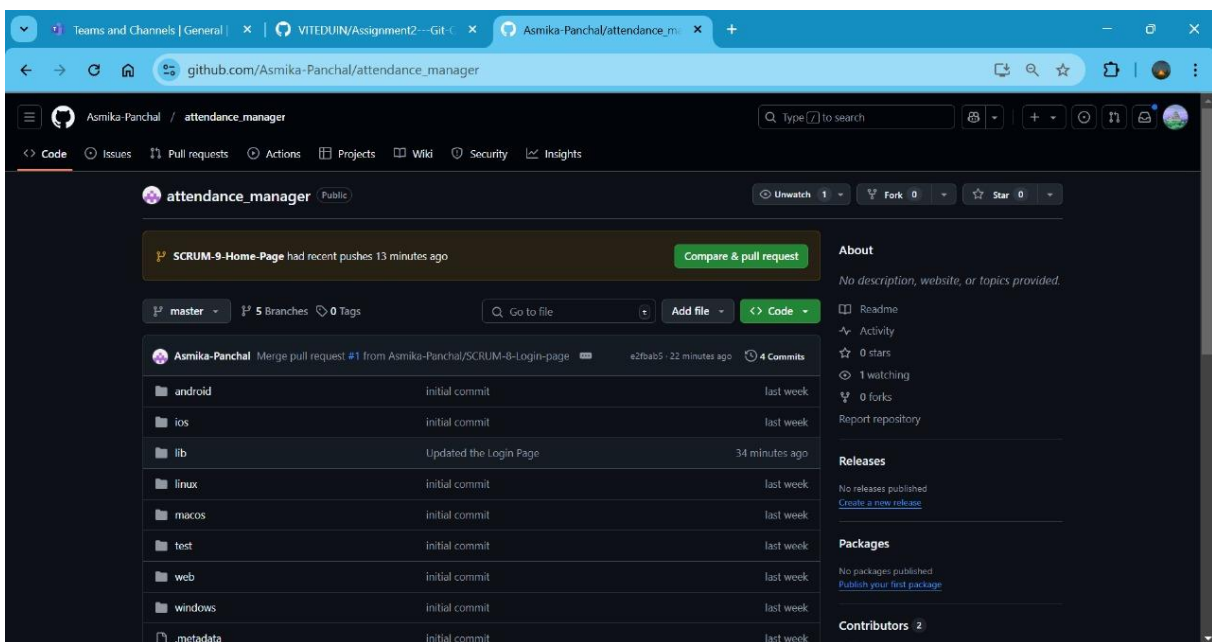 Teams and Channels | General |
VITEDUIN/Assignment2---Git-C
Asmika-Panchal/attendance_ma
github.com/Asmika-Panchal/attendance_manager
Asmika-Panchal / attendance_manager
Type / to search
Code Issues Pull requests Actions Projects Wiki Security Insights
attendance_manager Public
Unwatch 1 Fork 0 Star 0
SCRUM-9-Home-Page had recent pushes 13 minutes ago
Compare & pull request
master 5 Branches 0 Tags
Go to file t
Add file Code
Asmika-Panchal Merge pull request #1 from Asmika-Panchal/SCRUM-8-Login-page e2fbab5 · 22 minutes ago 4 Commits
android initial commit last week
ios initial commit last week
lib Updated the Login Page 34 minutes ago
linux initial commit last week
macos initial commit last week
test initial commit last week
web initial commit last week
windows initial commit last week
.metadata initial commit last week
About
No description, website, or topics provided.
Readme
Activity
0 stars
1 watching
0 forks
Report repository
Releases
No releases published
Create a new release
Packages
No packages published
Publish your first package
Contributors 2